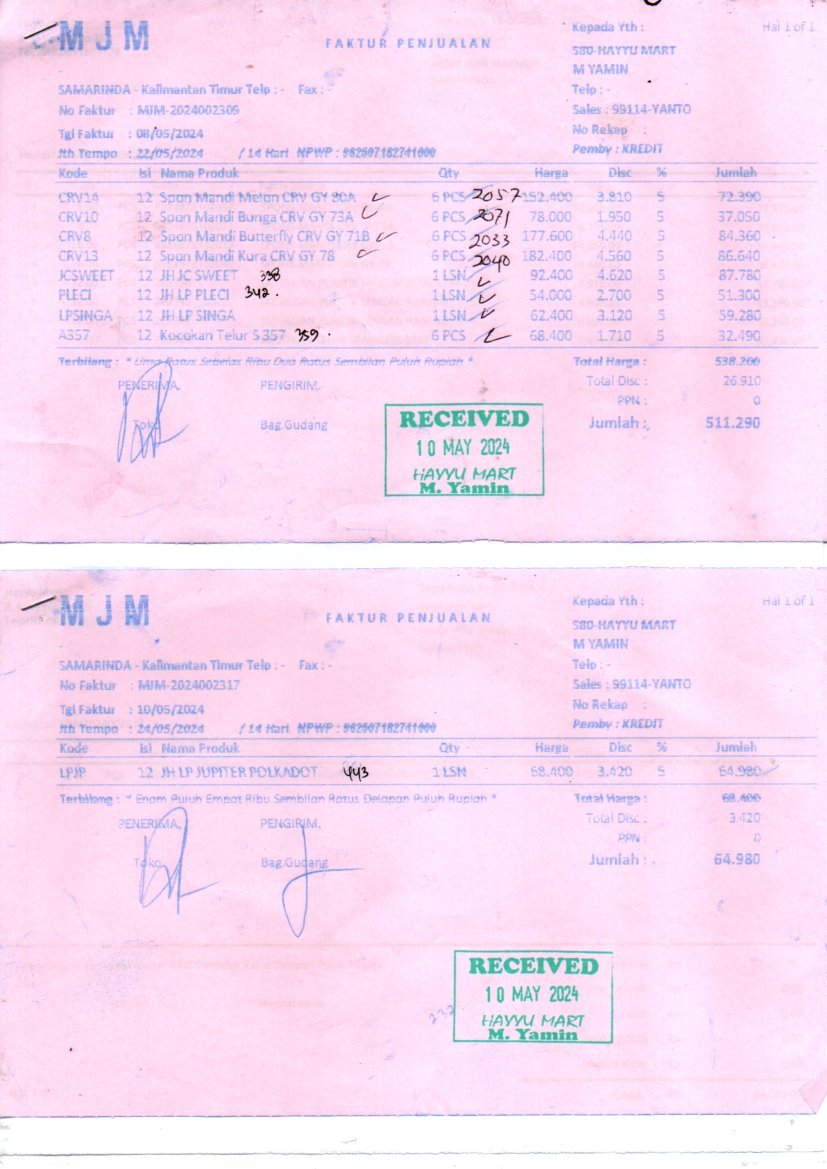 MJM
FAKTUR PENJUALAN
Kepada Yth :
Hal 1 of 1
580-HAYYU MART
M YAMIN
SAMARINDA - Kalimantan Timur Telp : - Fax : -
Telp : -
No Faktur : MJM-2024002309
Sales : 99114-YANTO
Tgl Faktur : 08/05/2024
No Rekap :
Jth Tempo : 22/05/2024 / 14 Hari NPWP : 962507182741000
Pemby : KREDIT
Kode Isi Nama Produk Qty Harga Disc % Jumlah
CRV14 12 Spon Mandi Melon CRV GY 80A 6 PCS 2057 152.400 3.810 5 72.390
CRV10 12 Spon Mandi Bunga CRV GY 73A 6 PCS 2071 78.000 1.950 5 37.050
CRV8 12 Spon Mandi Butterfly CRV GY 71B 6 PCS 2033 177.600 4.440 5 84.360
CRV13 12 Spon Mandi Kura CRV GY 78 6 PCS 2040 182.400 4.560 5 86.640
JCSWEET 12 JH JC SWEET 338 1 LSN 92.400 4.620 5 87.780
PLECI 12 JH LP PLECI 342. 1 LSN 54.000 2.700 5 51.300
LPSINGA 12 JH LP SINGA 1 LSN 62.400 3.120 5 59.280
A357 12 Kocokan Telur S 357 359. 6 PCS 68.400 1.710 5 32.490
Terbilang : * Lima Ratus Sebelas Ribu Dua Ratus Sembilan Puluh Rupiah *
Total Harga : 538.200
PENERIMA, PENGIRIM,
Total Disc : 26.910
PPN : 0
Toko Bag.Gudang
Jumlah : 511.290
RECEIVED
10 MAY 2024
HAYYU MART
M. Yamin
MJM
FAKTUR PENJUALAN
Kepada Yth :
Hal 1 of 1
580-HAYYU MART
M YAMIN
SAMARINDA - Kalimantan Timur Telp : - Fax : -
Telp : -
No Faktur : MJM-2024002317
Sales : 99114-YANTO
Tgl Faktur : 10/05/2024
No Rekap :
Jth Tempo : 24/05/2024 / 14 Hari NPWP : 962507182741000
Pemby : KREDIT
Kode Isi Nama Produk Qty Harga Disc % Jumlah
LPJP 12 JH LP JUPITER POLKADOT 443 1 LSN 68.400 3.420 5 64.980
Terbilang : * Enam Puluh Empat Ribu Sembilan Ratus Delapan Puluh Rupiah *
Total Harga : 68.400
PENERIMA, PENGIRIM,
Total Disc : 3.420
PPN : 0
Toko Bag.Gudang
Jumlah : 64.980
RECEIVED
10 MAY 2024
232
HAYYU MART
M. Yamin